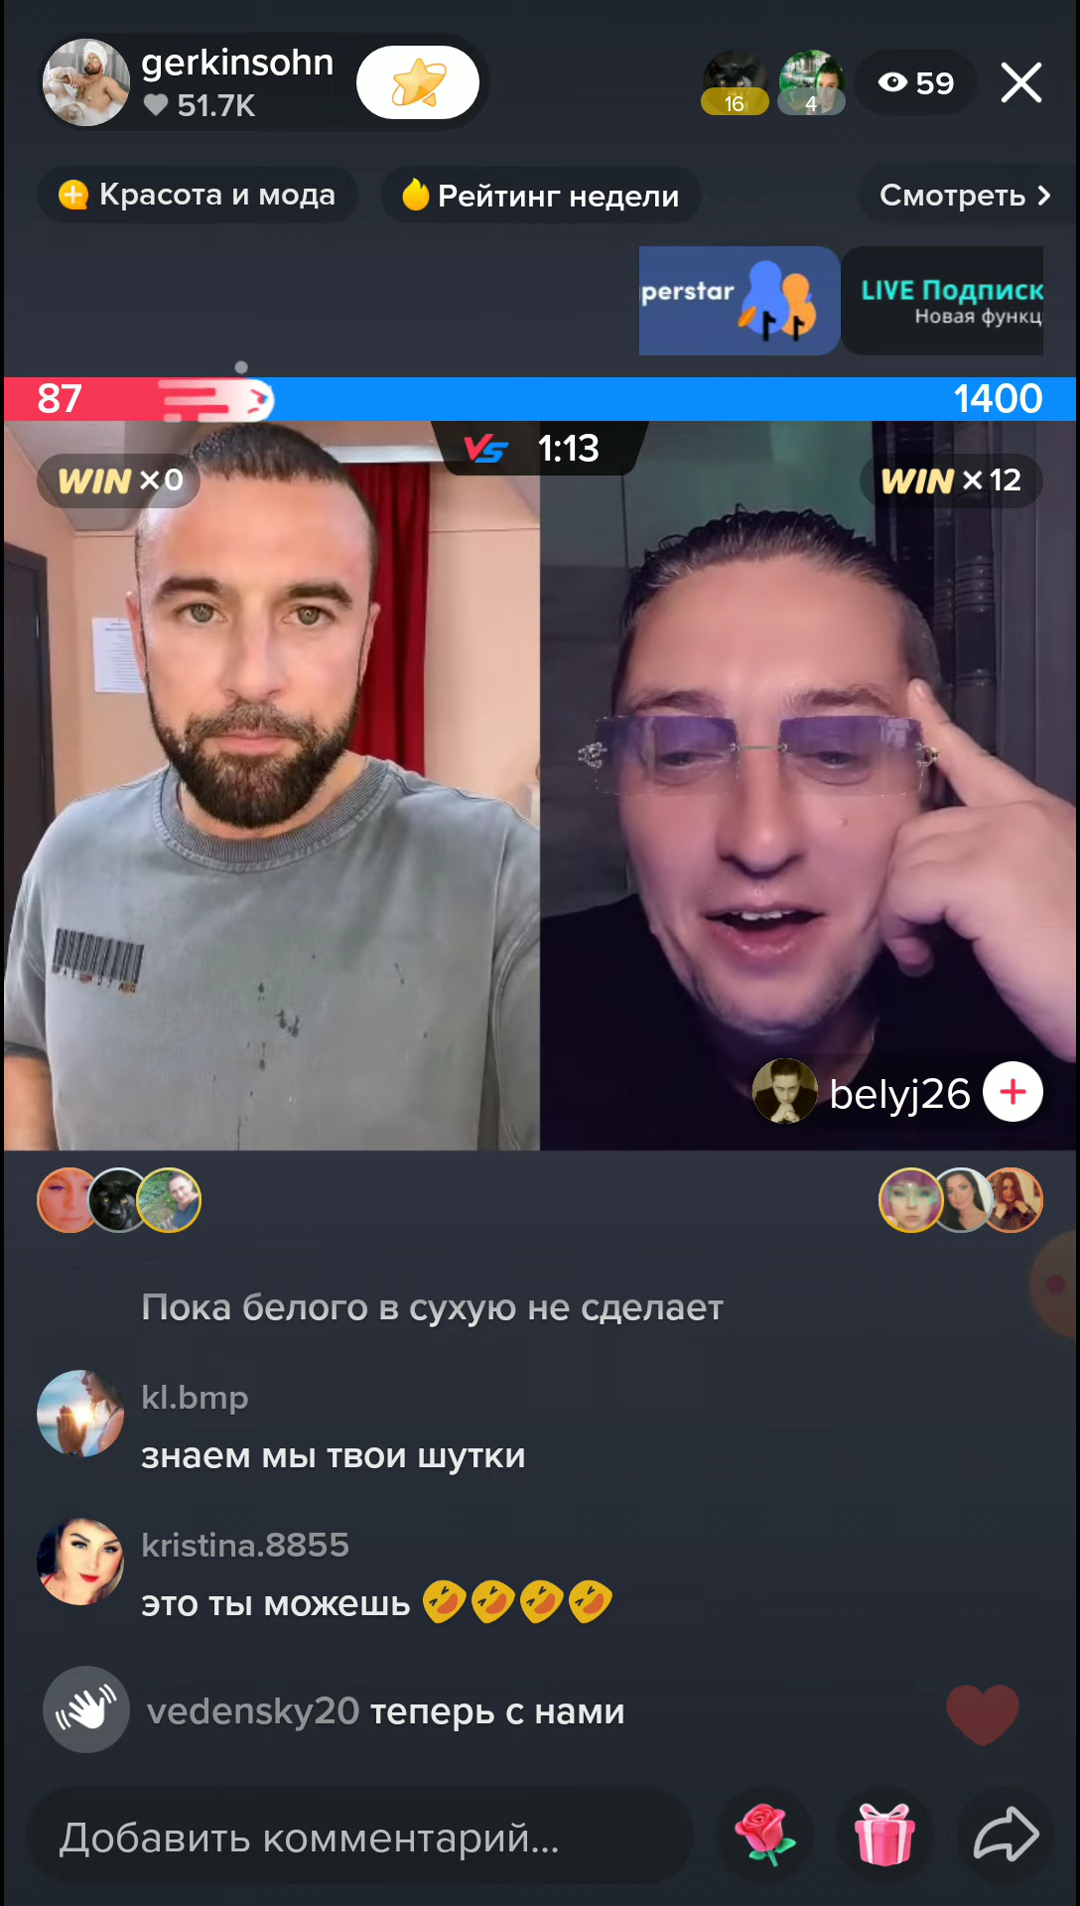 gerkinsohn
51.7K
16
4
59
Красота и мода
Рейтинг недели
Смотреть
perstar
LIVE Подписк
Новая функц
87
1400
WIN ×0
VS 1:13
WIN ×12
belyj26
Пока белого в сухую не сделает
kl.bmp
знаем мы твои шутки
kristina.8855
это ты можешь 🤣🤣🤣🤣
vedensky20 теперь с нами
Добавить комментарий...